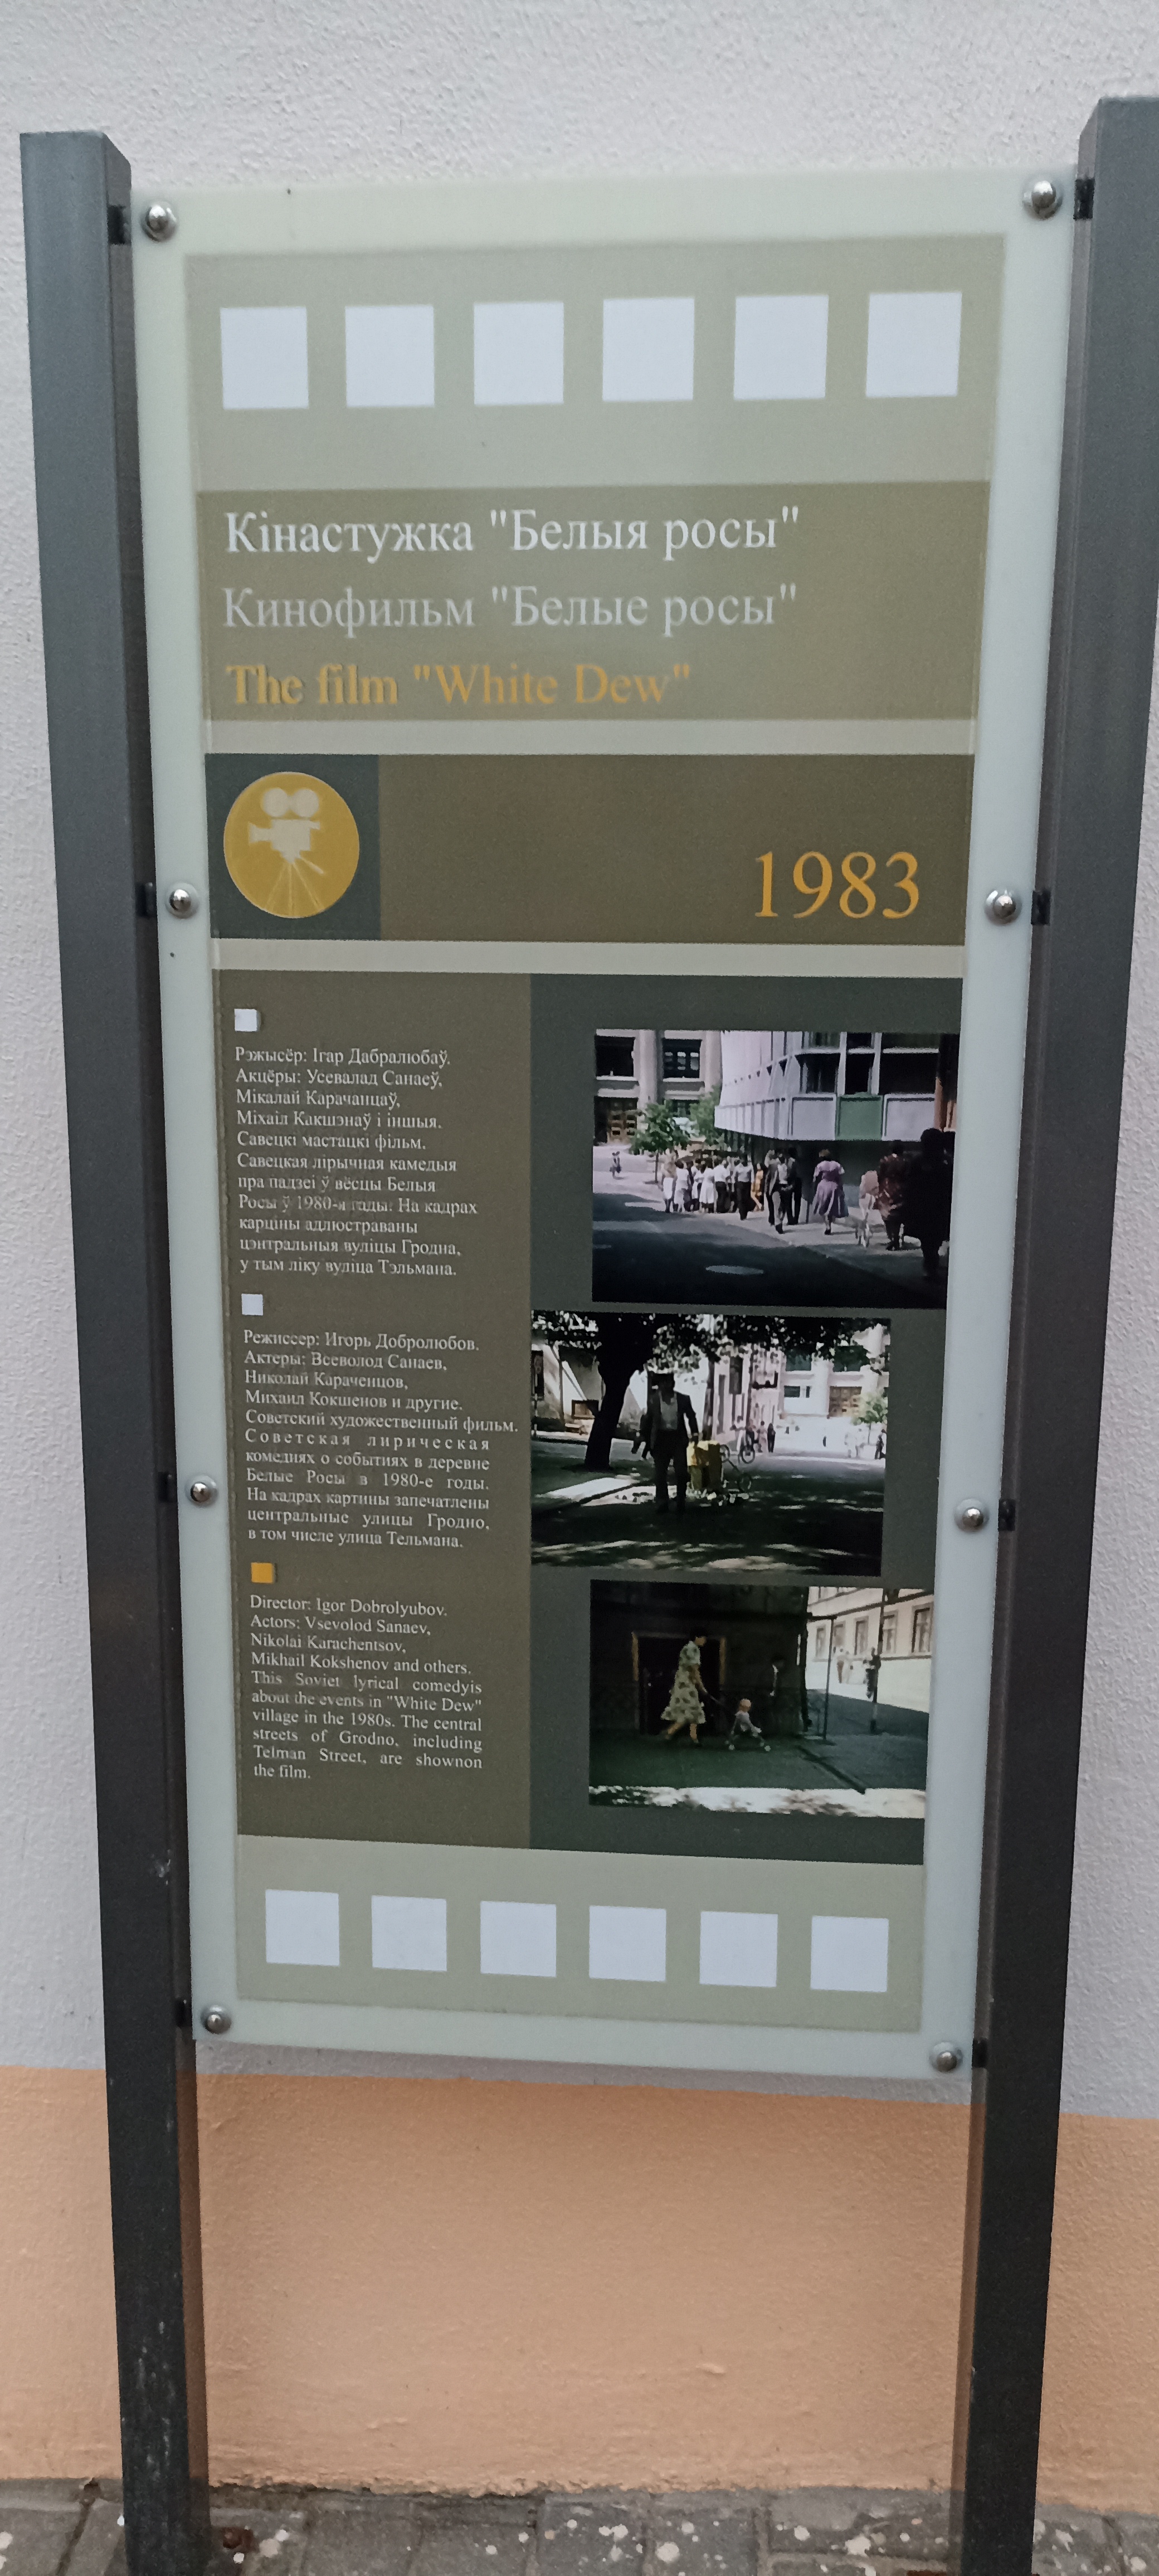 Кінастужка "Белыя росы"
Кинофильм "Белые росы"
The film "White Dew"
1983
Рэжысёр: Ігар Дабралюбаў.
Акцёры: Усевалад Санаеў,
Мікалай Карачанцаў,
Міхаіл Какшэнаў і іншыя.
Савецкі мастацкі фільм.
Савецкая лірычная камедыя
пра падзеі ў вёсцы Белыя
Росы ў 1980-я гады. На кадрах
карціны адлюстраваны
цэнтральныя вуліцы Гродна,
у тым ліку вуліца Тэльмана.
Режиссер: Игорь Добролюбов.
Актеры: Всеволод Санаев,
Николай Караченцов,
Михаил Кокшенов и другие.
Советский художественный фильм.
Советская лирическая
комедиях о событиях в деревне
Белые Росы в 1980-е годы.
На кадрах картины запечатлены
центральные улицы Гродно,
в том числе улица Тельмана.
Director: Igor Dobrolyubov.
Actors: Vsevolod Sanaev,
Nikolai Karachentsov,
Mikhail Kokshenov and others.
This Soviet lyrical comedyis
about the events in "White Dew"
village in the 1980s. The central
streets of Grodno, including
Telman Street, are shownon
the film.